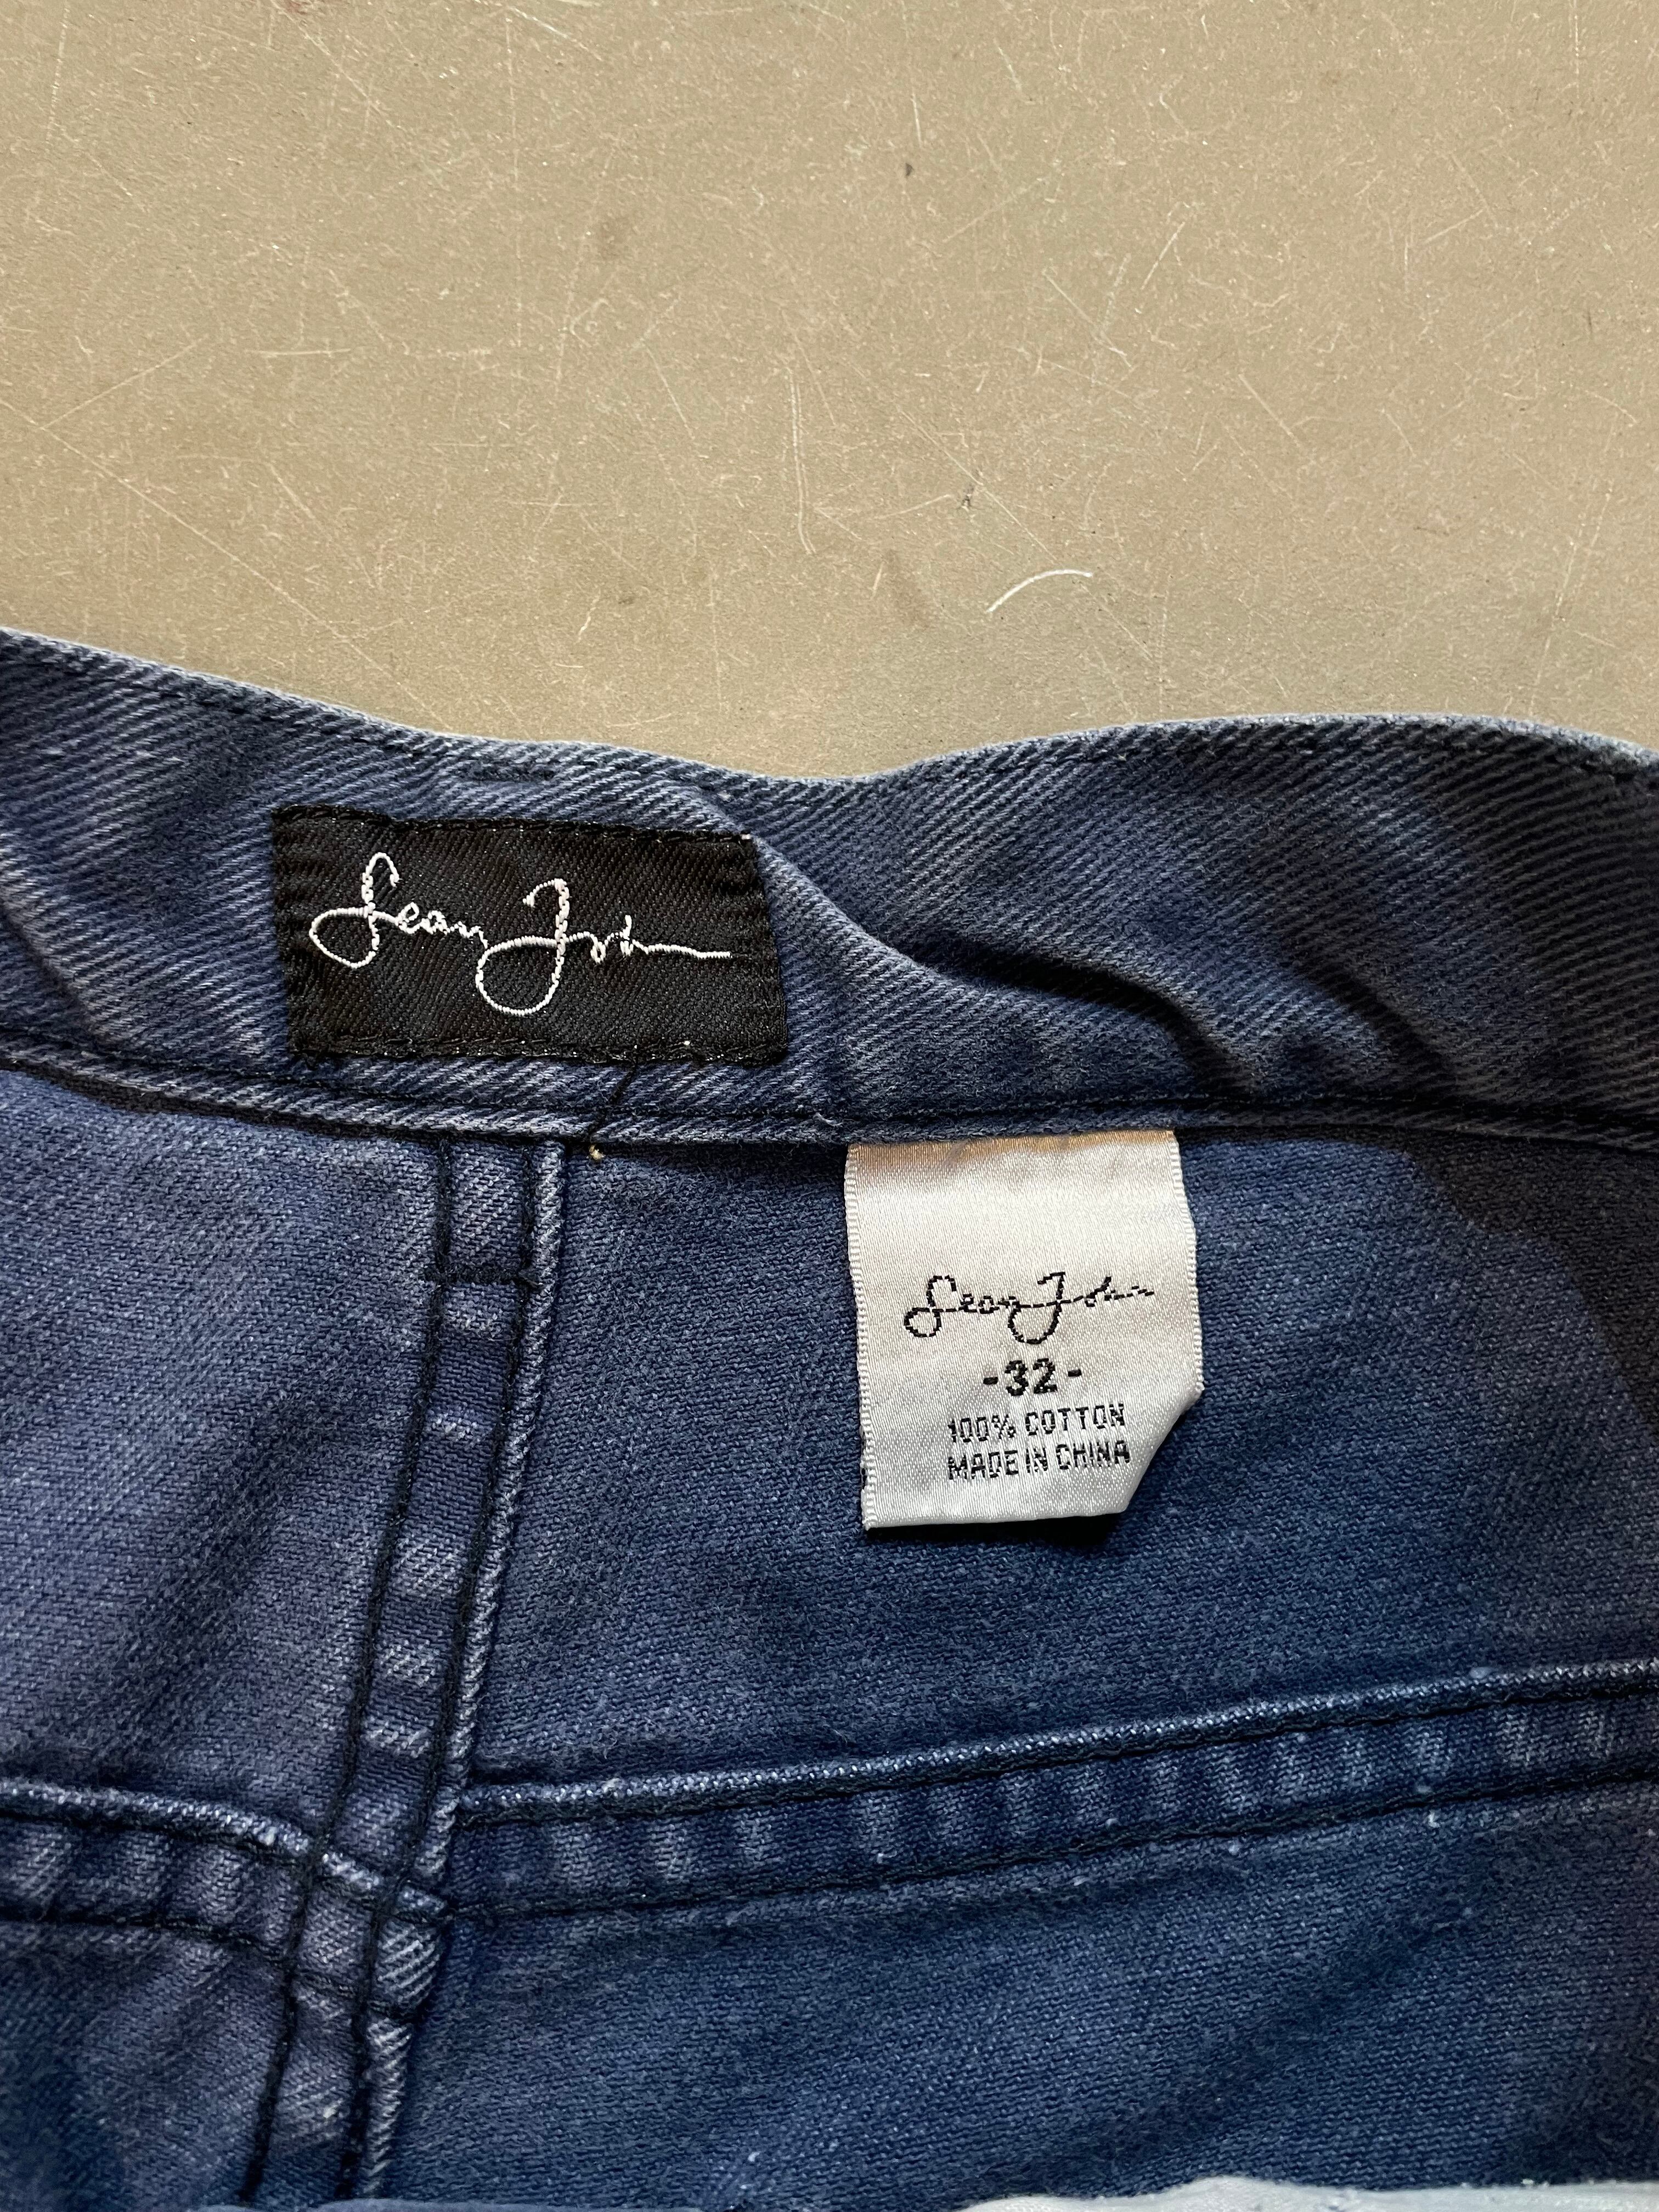 Sean John
Sean John
-32-
100% COTTON
MADE IN CHINA